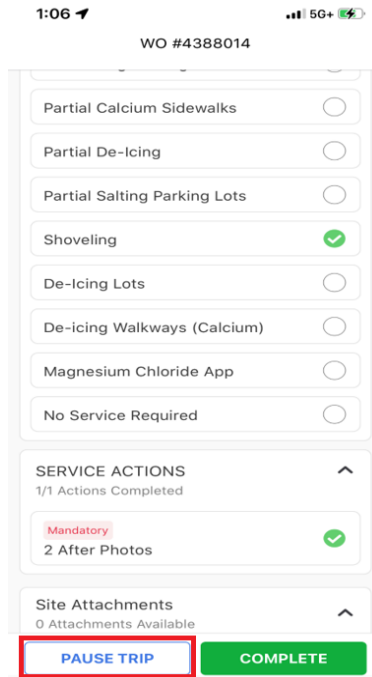 1:06 5G+
WO #4388014
Partial Calcium Sidewalks
Partial De-Icing
Partial Salting Parking Lots
Shoveling
De-Icing Lots
De-icing Walkways (Calcium)
Magnesium Chloride App
No Service Required
SERVICE ACTIONS
1/1 Actions Completed
Mandatory
2 After Photos
Site Attachments
0 Attachments Available
PAUSE TRIP COMPLETE